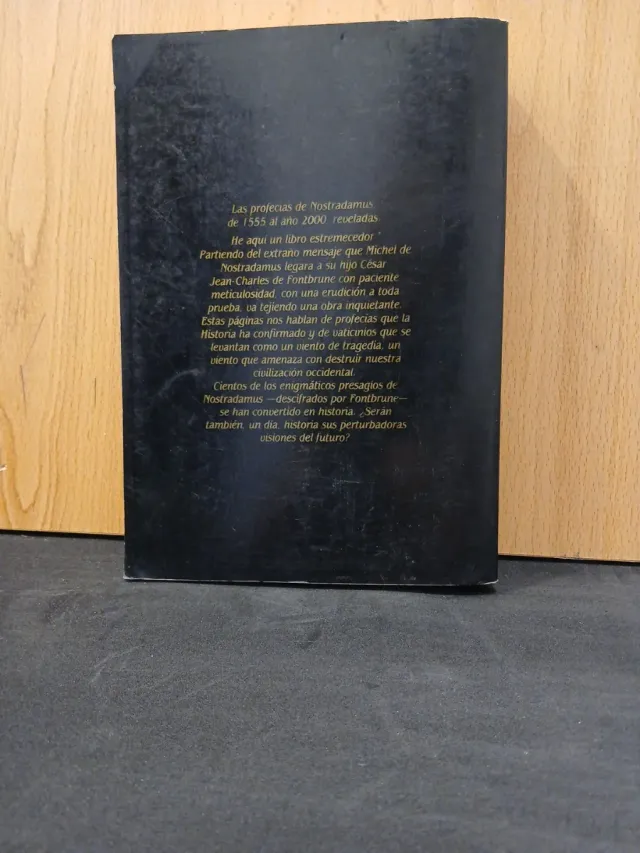 Las profecías de Nostradamus,
de 1555 al año 2000 reveladas.
He aquí un libro estremecedor
Partiendo del extraño mensaje que Michel de
Nostradamus legara a su hijo César
Jean-Charles de Fontbrune con paciente
meticulosidad, con una erudición a toda
prueba, va tejiendo una obra inquietante.
Estas páginas nos hablan de profecías que la
Historia ha confirmado y de vaticinios que se
levantan como un viento de tragedia, un
viento que amenaza con destruir nuestra
civilización occidental.
Cientos de los enigmáticos presagios de
Nostradamus —descifrados por Fontbrune—
se han convertido en historia. ¿Serán
también, un día, historia sus perturbadoras
visiones del futuro?